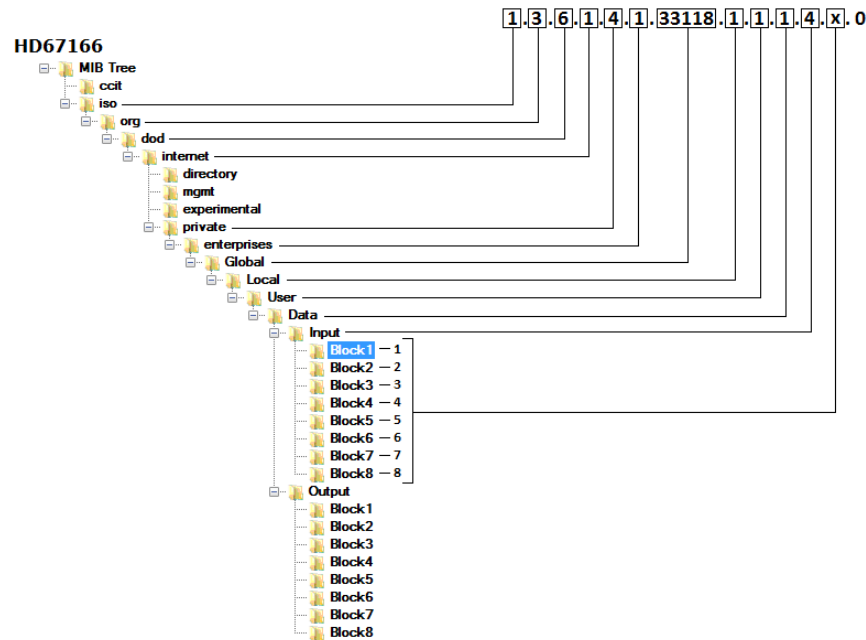 1.3.6.1.4.1.33118.1.1.1.4.x.0
HD67166
MIB Tree
ccit
iso
org
dod
internet
directory
mgmt
experimental
private
enterprises
Global
Local
User
Data
Input
Block1 — 1
Block2 — 2
Block3 — 3
Block4 — 4
Block5 — 5
Block6 — 6
Block7 — 7
Block8 — 8
Output
Block1
Block2
Block3
Block4
Block5
Block6
Block7
Block8